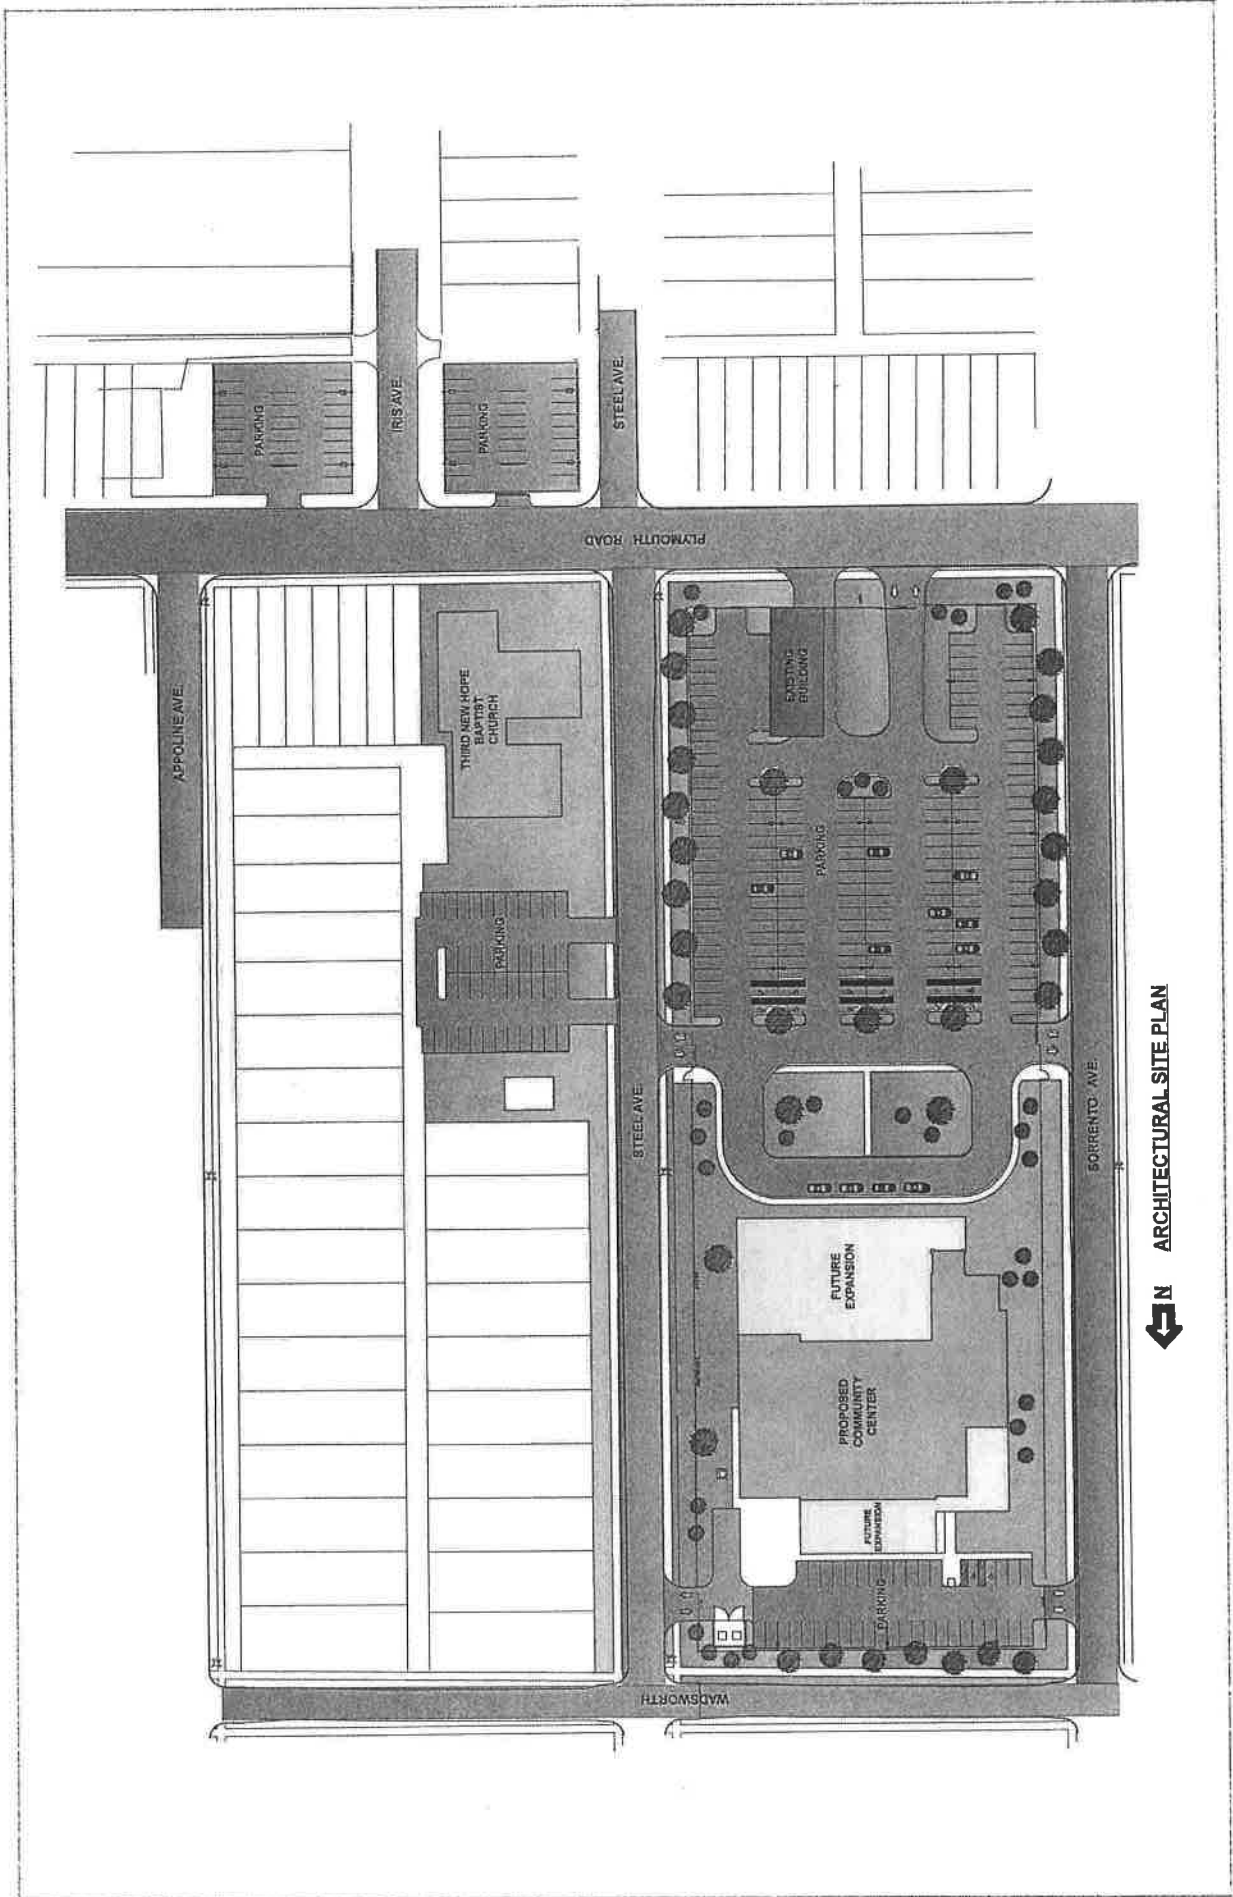 PARKING
IRIS AVE.
PARKING
STEEL AVE.
PLYMOUTH ROAD
APPOLINE AVE.
THIRD NEW HOPE
BAPTIST
CHURCH
EXISTING
BUILDING
PARKING
PARKING
STEEL AVE.
SORRENTO AVE.
FUTURE
EXPANSION
PROPOSED
COMMUNITY
CENTER
FUTURE
EXPANSION
PARKING
WADSWORTH
N
ARCHITECTURAL SITE PLAN